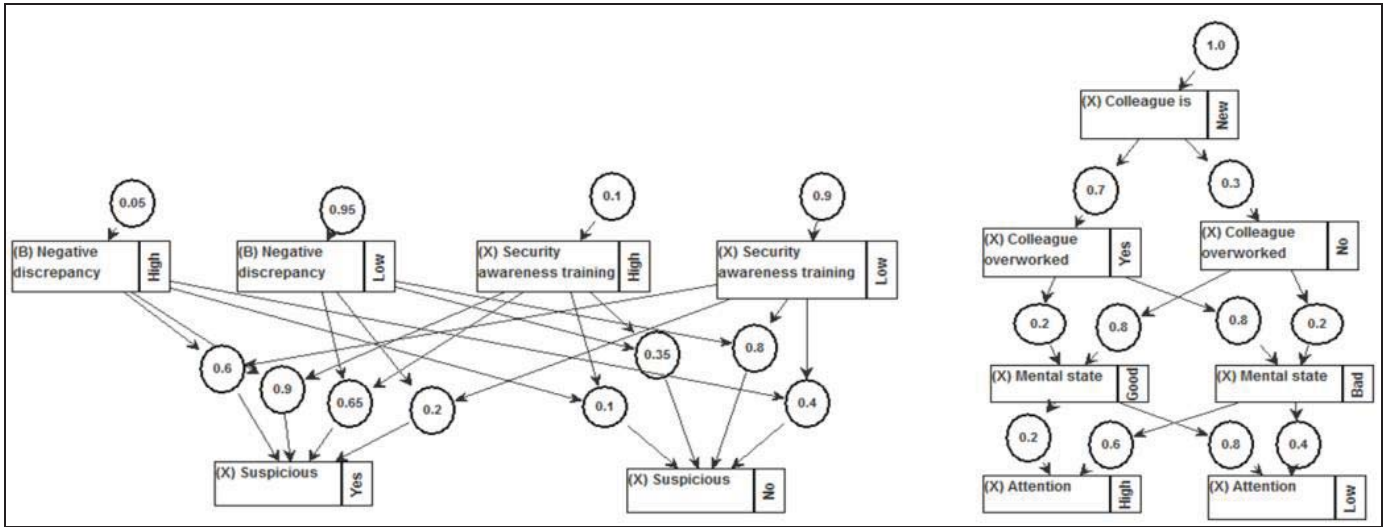 1.0
(X) Colleague is
New
0.7
0.3
0.05
0.95
0.1
0.9
(B) Negative
discrepancy
High
(B) Negative
discrepancy
Low
(X) Security
awareness training
High
(X) Security
awareness training
Low
(X) Colleague
overworked
Yes
(X) Colleague
overworked
No
0.2
0.8
0.8
0.2
0.6
0.9
0.65
0.2
0.1
0.35
0.8
0.4
(X) Mental state
Good
(X) Mental state
Bad
0.2
0.6
0.8
0.4
(X) Suspicious
Yes
(X) Suspicious
No
(X) Attention
High
(X) Attention
Low